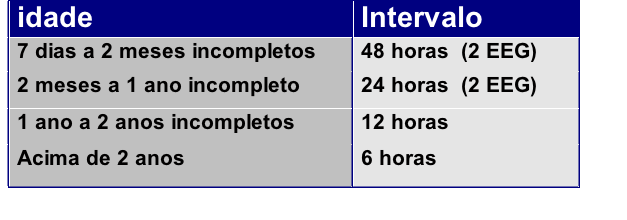 idade Intervalo
7 dias a 2 meses incompletos 48 horas (2 EEG)
2 meses a 1 ano incompleto 24 horas (2 EEG)
1 ano a 2 anos incompletos 12 horas
Acima de 2 anos 6 horas